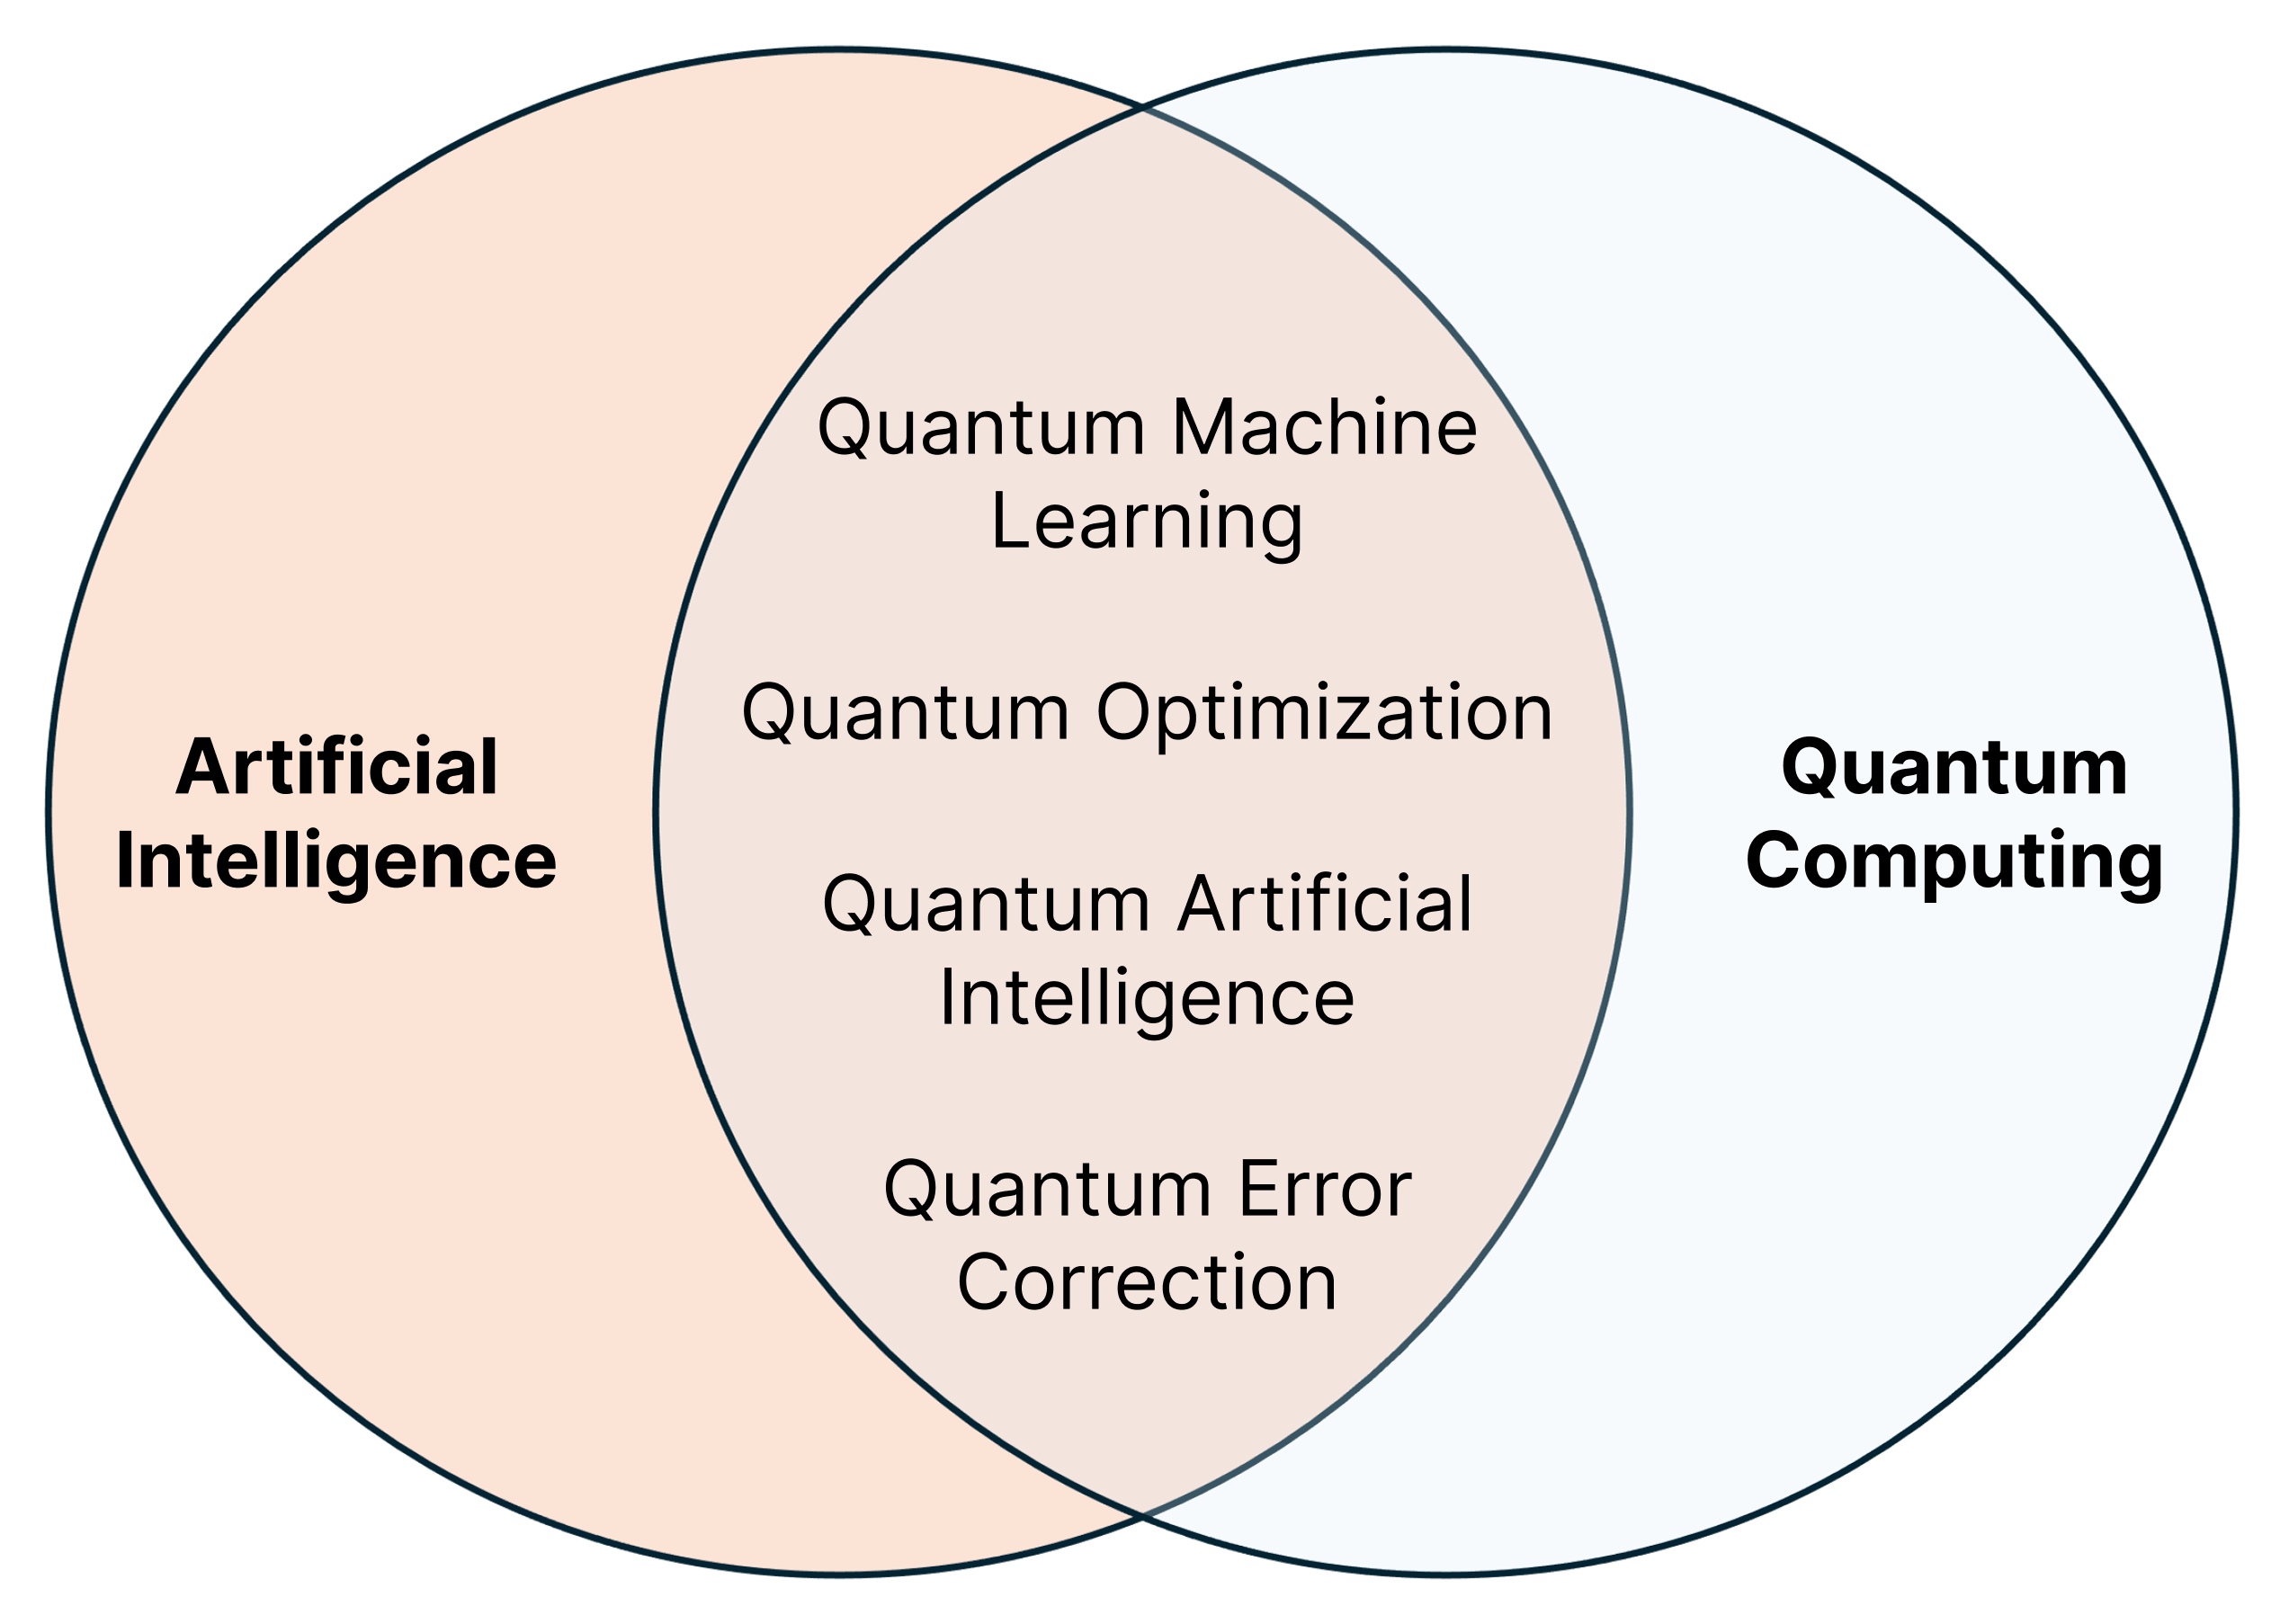 Artificial
Intelligence
Quantum Machine
Learning
Quantum Optimization
Quantum Artificial
Intelligence
Quantum Error
Correction
Quantum
Computing